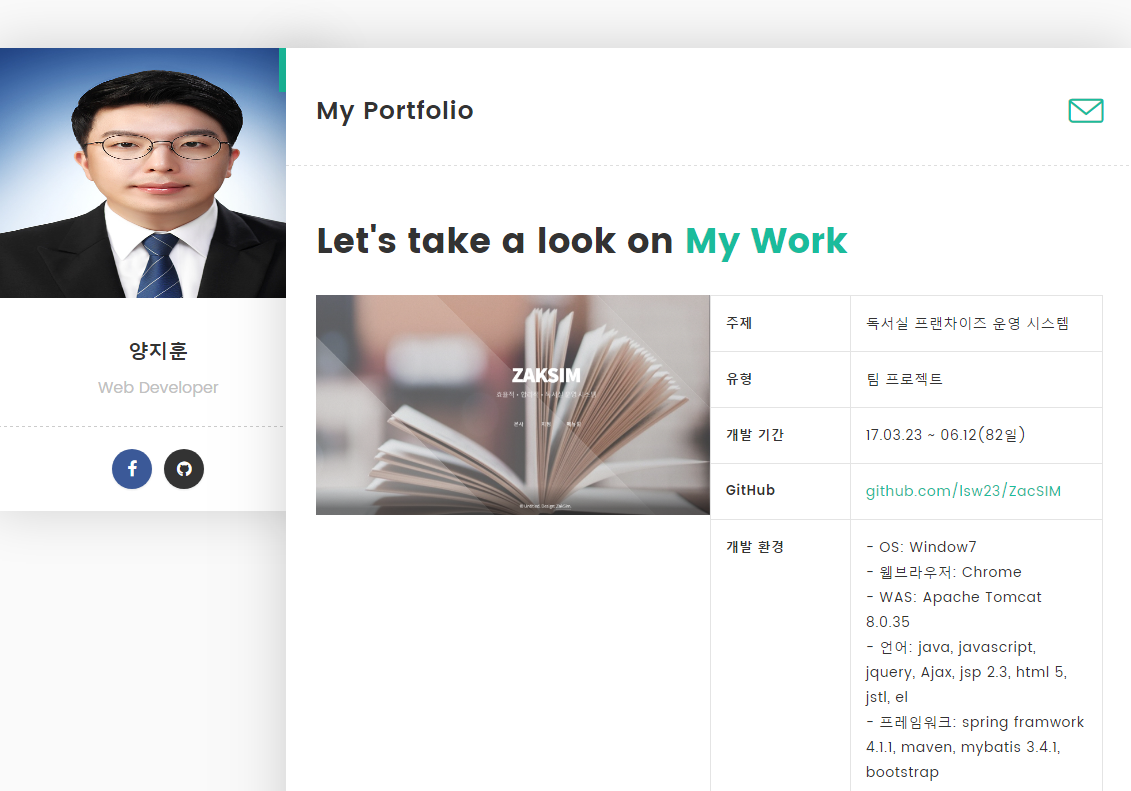 My Portfolio
양지훈
Web Developer
Let's take a look on My Work
ZAKSIM
주제
독서실 프랜차이즈 운영 시스템
유형
팀 프로젝트
개발 기간
17.03.23 ~ 06.12(82일)
GitHub
github.com/lsw23/ZacSIM
개발 환경
- OS: Window7
- 웹브라우저: Chrome
- WAS: Apache Tomcat
8.0.35
- 언어: java, javascript,
jquery, Ajax, jsp 2.3, html 5,
jstl, el
- 프레임워크: spring framwork
4.1.1, maven, mybatis 3.4.1,
bootstrap